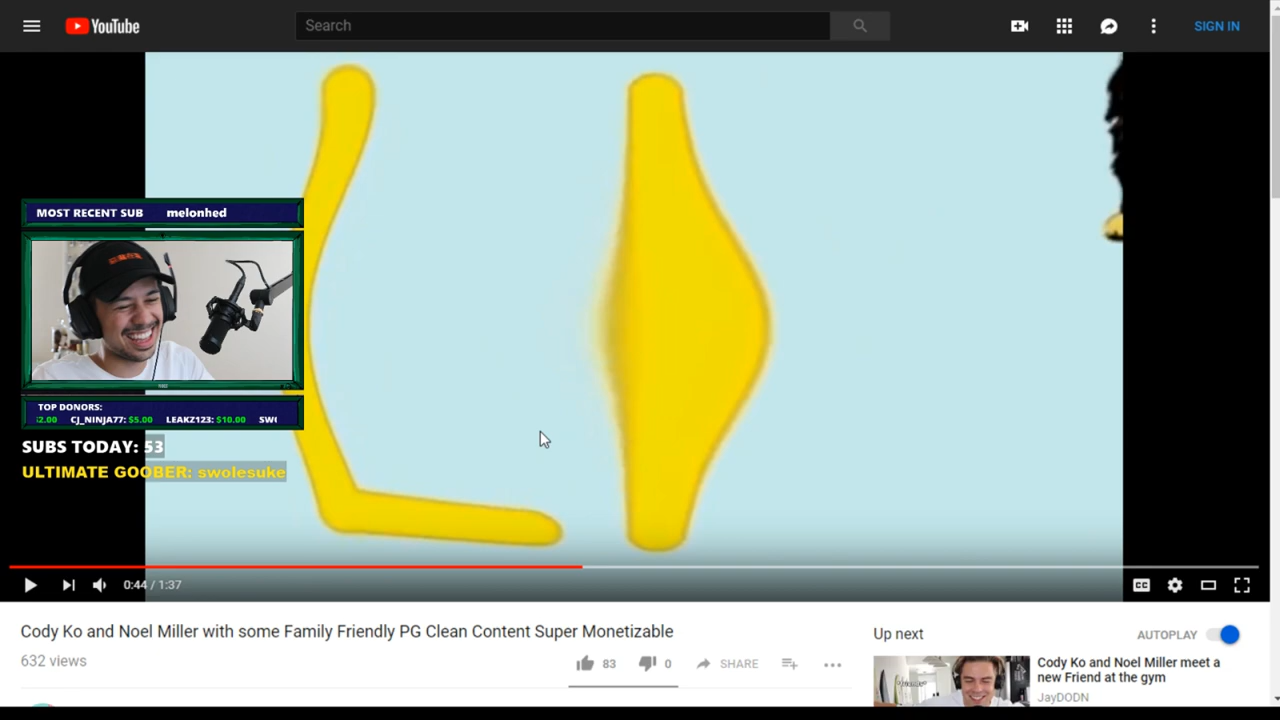 YouTube
Search
SIGN IN
MOST RECENT SUB melonhed
TOP DONORS:
CJ_NINJA77: $5.00 LEAKZ123: $10.00
SUBS TODAY: 53
ULTIMATE GOOBER: swolesuke
0:44 / 1:37
CC
Cody Ko and Noel Miller with some Family Friendly PG Clean Content Super Monetizable
632 views
83
0
SHARE
Up next
AUTOPLAY
Cody Ko and Noel Miller meet a
new Friend at the gym
JayDODN